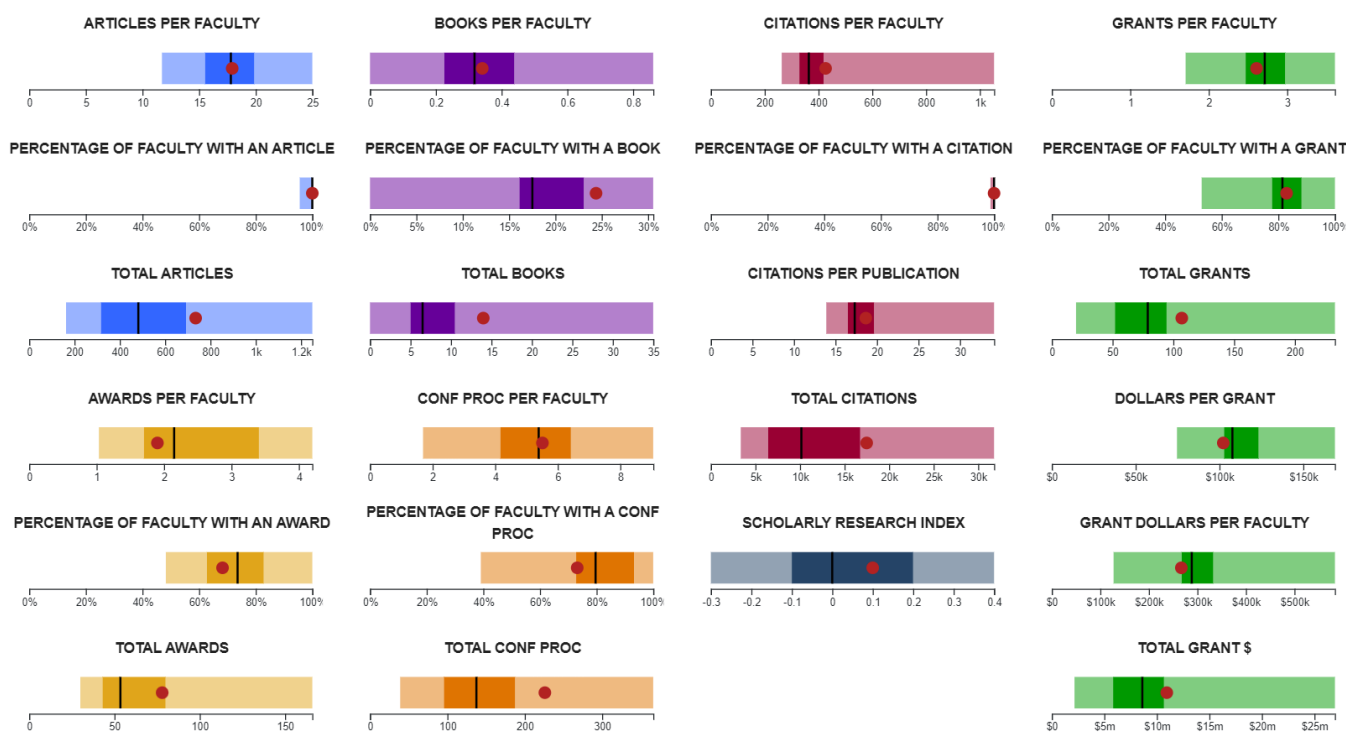 ARTICLES PER FACULTY
0 5 10 15 20 25
BOOKS PER FACULTY
0 0.2 0.4 0.6 0.8
CITATIONS PER FACULTY
0 200 400 600 800 1k
GRANTS PER FACULTY
0 1 2 3
PERCENTAGE OF FACULTY WITH AN ARTICLE
0% 20% 40% 60% 80% 100%
PERCENTAGE OF FACULTY WITH A BOOK
0% 5% 10% 15% 20% 25% 30%
PERCENTAGE OF FACULTY WITH A CITATION
0% 20% 40% 60% 80% 100%
PERCENTAGE OF FACULTY WITH A GRANT
0% 20% 40% 60% 80% 100%
TOTAL ARTICLES
0 200 400 600 800 1k 1.2k
TOTAL BOOKS
0 5 10 15 20 25 30 35
CITATIONS PER PUBLICATION
0 5 10 15 20 25 30
TOTAL GRANTS
0 50 100 150 200
AWARDS PER FACULTY
0 1 2 3 4
CONF PROC PER FACULTY
0 2 4 6 8
TOTAL CITATIONS
0 5k 10k 15k 20k 25k 30k
DOLLARS PER GRANT
$0 $50k $100k $150k
PERCENTAGE OF FACULTY WITH AN AWARD
0% 20% 40% 60% 80% 100%
PERCENTAGE OF FACULTY WITH A CONF
PROC
0% 20% 40% 60% 80% 100%
SCHOLARLY RESEARCH INDEX
-0.3 -0.2 -0.1 0 0.1 0.2 0.3 0.4
GRANT DOLLARS PER FACULTY
$0 $100k $200k $300k $400k $500k
TOTAL AWARDS
0 50 100 150
TOTAL CONF PROC
0 100 200 300
TOTAL GRANT $
$0 $5m $10m $15m $20m $25m